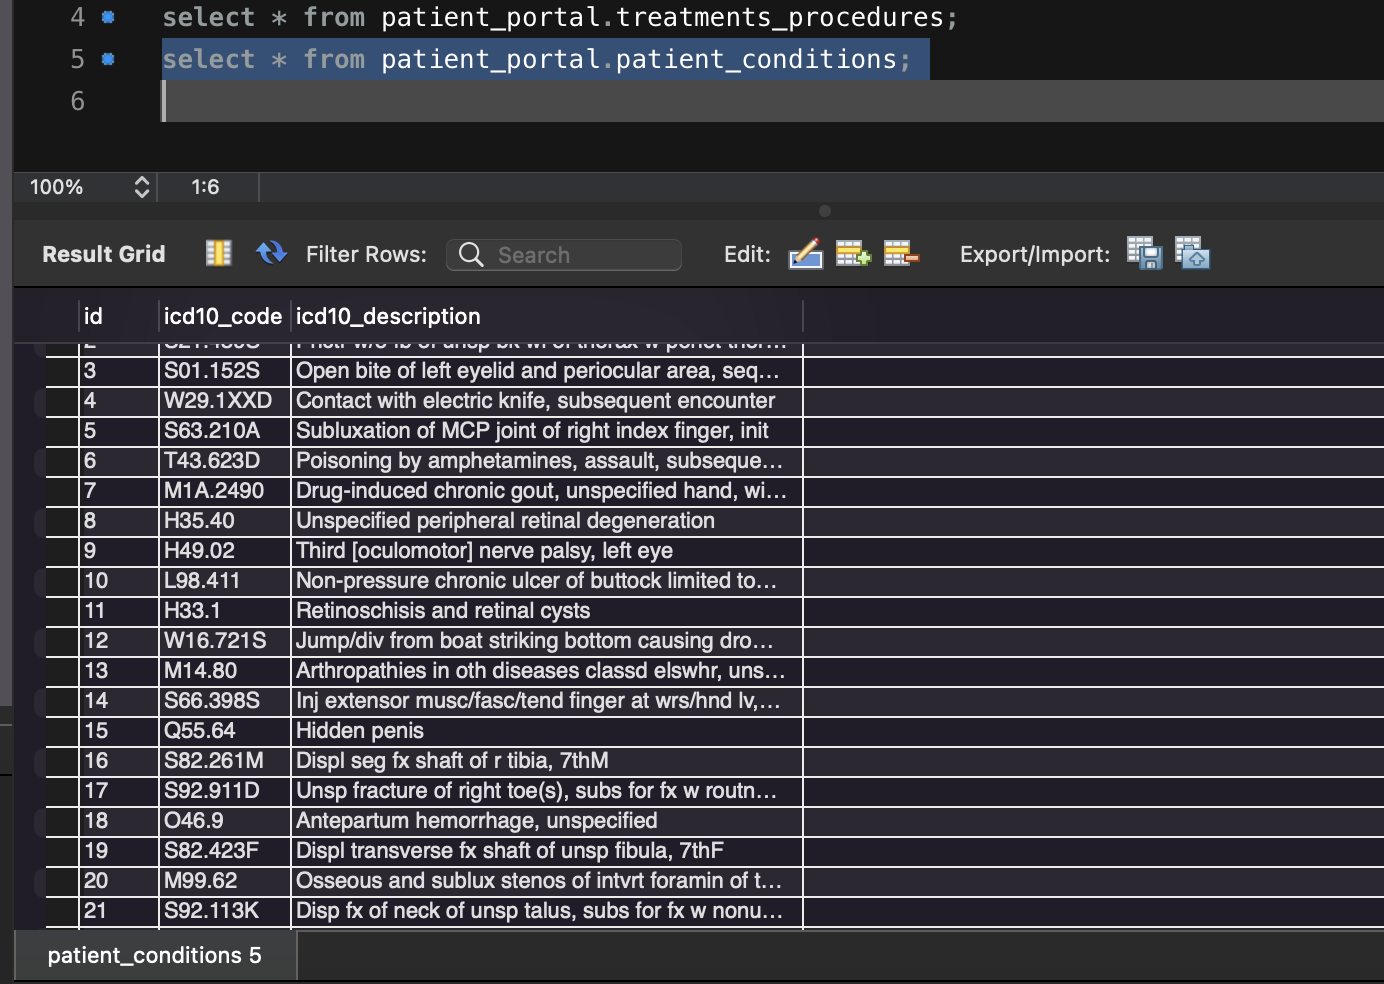 4 select * from patient_portal.treatments_procedures;
5 select * from patient_portal.patient_conditions;
6
100% 1:6
Result Grid Filter Rows: Search Edit: Export/Import:
id icd10_code icd10_description
3 S01.152S Open bite of left eyelid and periocular area, seq...
4 W29.1XXD Contact with electric knife, subsequent encounter
5 S63.210A Subluxation of MCP joint of right index finger, init
6 T43.623D Poisoning by amphetamines, assault, subseque...
7 M1A.2490 Drug-induced chronic gout, unspecified hand, wi...
8 H35.40 Unspecified peripheral retinal degeneration
9 H49.02 Third [oculomotor] nerve palsy, left eye
10 L98.411 Non-pressure chronic ulcer of buttock limited to...
11 H33.1 Retinoschisis and retinal cysts
12 W16.721S Jump/div from boat striking bottom causing dro...
13 M14.80 Arthropathies in oth diseases classd elswhr, uns...
14 S66.398S Inj extensor musc/fasc/tend finger at wrs/hnd lv,...
15 Q55.64 Hidden penis
16 S82.261M Displ seg fx shaft of r tibia, 7thM
17 S92.911D Unsp fracture of right toe(s), subs for fx w routn...
18 O46.9 Antepartum hemorrhage, unspecified
19 S82.423F Displ transverse fx shaft of unsp fibula, 7thF
20 M99.62 Osseous and sublux stenos of intvrt foramin of t...
21 S92.113K Disp fx of neck of unsp talus, subs for fx w nonu...
patient_conditions 5